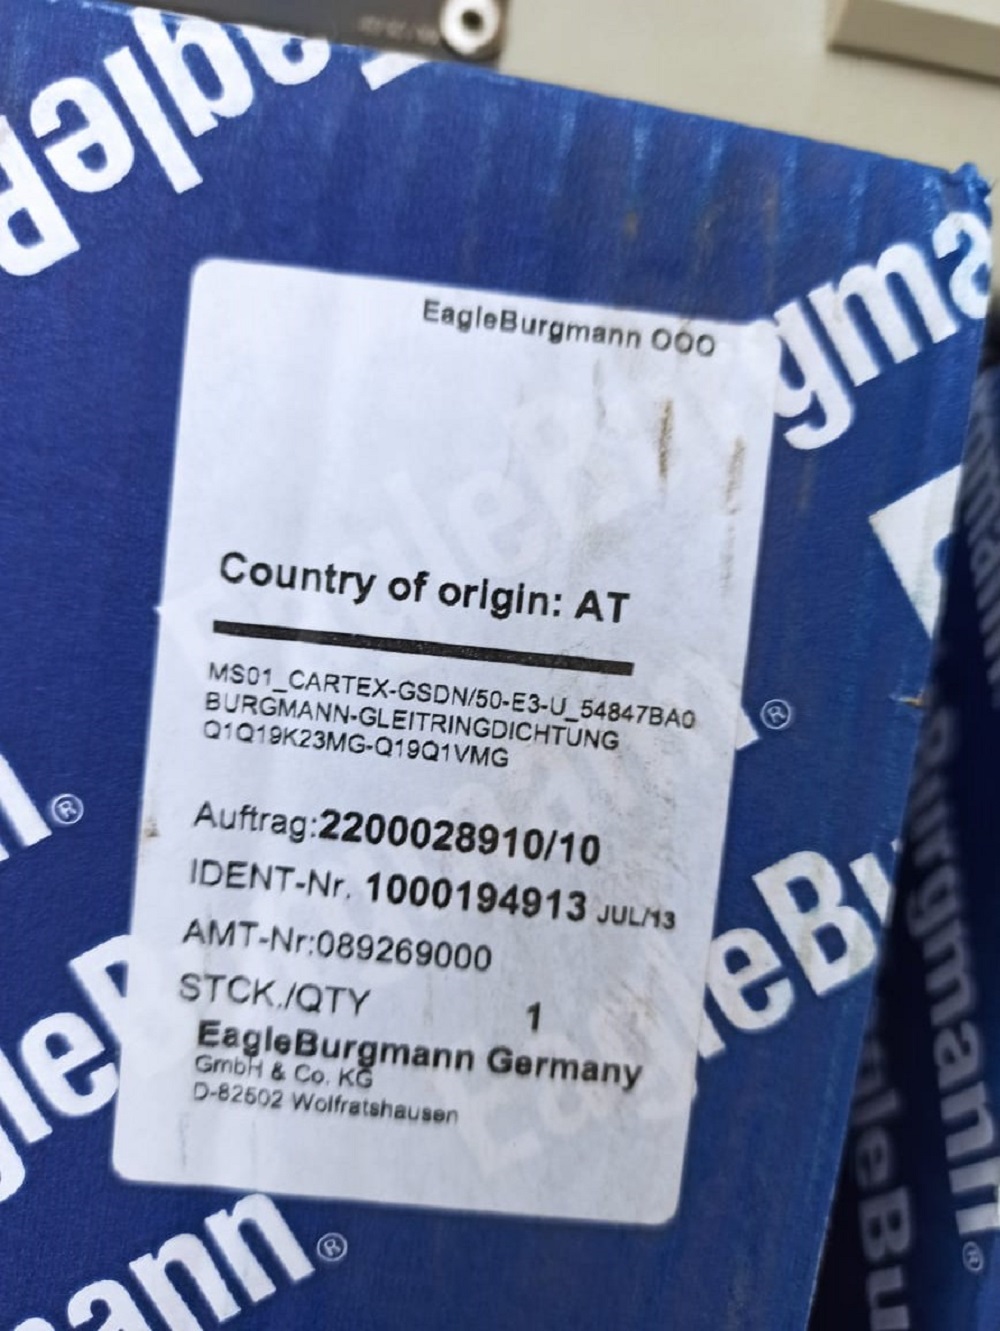 EagleBurgmann OOO
Country of origin: AT
MS01_CARTEX-GSDN/50-E3-U_54847BA0
BURGMANN-GLEITRINGDICHTUNG
Q1Q19K23MG-Q19Q1VMG
Auftrag:2200028910/10
IDENT-Nr. 1000194913 JUL/13
AMT-Nr:089269000
STCK./QTY 1
EagleBurgmann Germany
GmbH & Co. KG
D-82502 Wolfratshausen